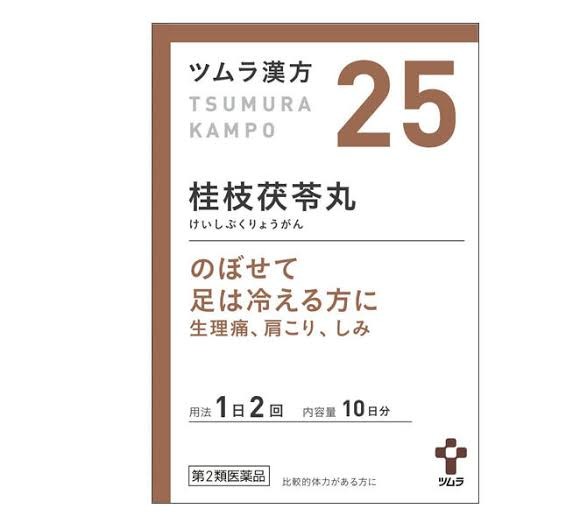 ツムラ漢方
TSUMURA
KAMPO
25
桂枝茯苓丸
けいしぶくりょうがん
のぼせて
足は冷える方に
生理痛、肩こり、しみ
用法 1日2回 内容量 10日分
第2類医薬品 比較的体力がある方に
ツムラ